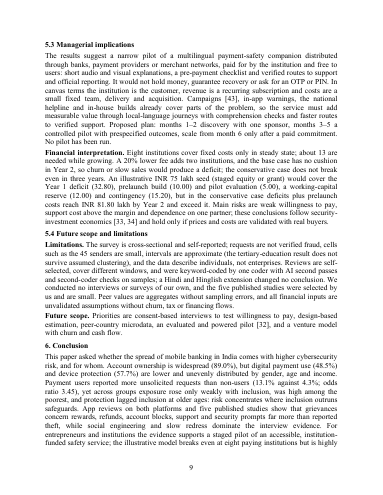 5.3 Managerial implications
The results suggest a narrow pilot of a multilingual payment-safety companion distributed
through banks, payment providers or merchant networks, paid for by the institution and free to
users: short audio and visual explanations, a pre-payment checklist and verified routes to support
and official reporting. It would not hold money, guarantee recovery or ask for an OTP or PIN. In
canvas terms the institution is the customer, revenue is a recurring subscription and costs are a
small fixed team, delivery and acquisition. Campaigns [43], in-app warnings, the national
helpline and in-house builds already cover parts of the problem, so the service must add
measurable value through local-language journeys with comprehension checks and faster routes
to verified support. Proposed plan: months 1–2 discovery with one sponsor, months 3–5 a
controlled pilot with prespecified outcomes, scale from month 6 only after a paid commitment.
No pilot has been run.
Financial interpretation. Eight institutions cover fixed costs only in steady state; about 13 are
needed while growing. A 20% lower fee adds two institutions, and the base case has no cushion
in Year 2, so churn or slow sales would produce a deficit; the conservative case does not break
even in three years. An illustrative INR 75 lakh seed (staged equity or grant) would cover the
Year 1 deficit (32.80), prelaunch build (10.00) and pilot evaluation (5.00), a working-capital
reserve (12.00) and contingency (15.20), but in the conservative case deficits plus prelaunch
costs reach INR 81.80 lakh by Year 2 and exceed it. Main risks are weak willingness to pay,
support cost above the margin and dependence on one partner; these conclusions follow security-
investment economics [33, 34] and hold only if prices and costs are validated with real buyers.
5.4 Future scope and limitations
Limitations. The survey is cross-sectional and self-reported; requests are not verified fraud, cells
such as the 45 senders are small, intervals are approximate (the tertiary-education result does not
survive assumed clustering), and the data describe individuals, not enterprises. Reviews are self-
selected, cover different windows, and were keyword-coded by one coder with AI second passes
and second-coder checks on samples; a Hindi and Hinglish extension changed no conclusion. We
conducted no interviews or surveys of our own, and the five published studies were selected by
us and are small. Peer values are aggregates without sampling errors, and all financial inputs are
unvalidated assumptions without churn, tax or financing flows.
Future scope. Priorities are consent-based interviews to test willingness to pay, design-based
estimation, peer-country microdata, an evaluated and powered pilot [32], and a venture model
with churn and cash flow.
6. Conclusion
This paper asked whether the spread of mobile banking in India comes with higher cybersecurity
risk, and for whom. Account ownership is widespread (89.0%), but digital payment use (48.5%)
and device protection (57.7%) are lower and unevenly distributed by gender, age and income.
Payment users reported more unsolicited requests than non-users (13.1% against 4.3%; odds
ratio 3.45), yet across groups exposure rose only weakly with inclusion, was high among the
poorest, and protection lagged inclusion at older ages: risk concentrates where inclusion outruns
safeguards. App reviews on both platforms and five published studies show that grievances
concern rewards, refunds, account blocks, support and security prompts far more than reported
theft, while social engineering and slow redress dominate the interview evidence. For
entrepreneurs and institutions the evidence supports a staged pilot of an accessible, institution-
funded safety service; the illustrative model breaks even at eight paying institutions but is highly
9